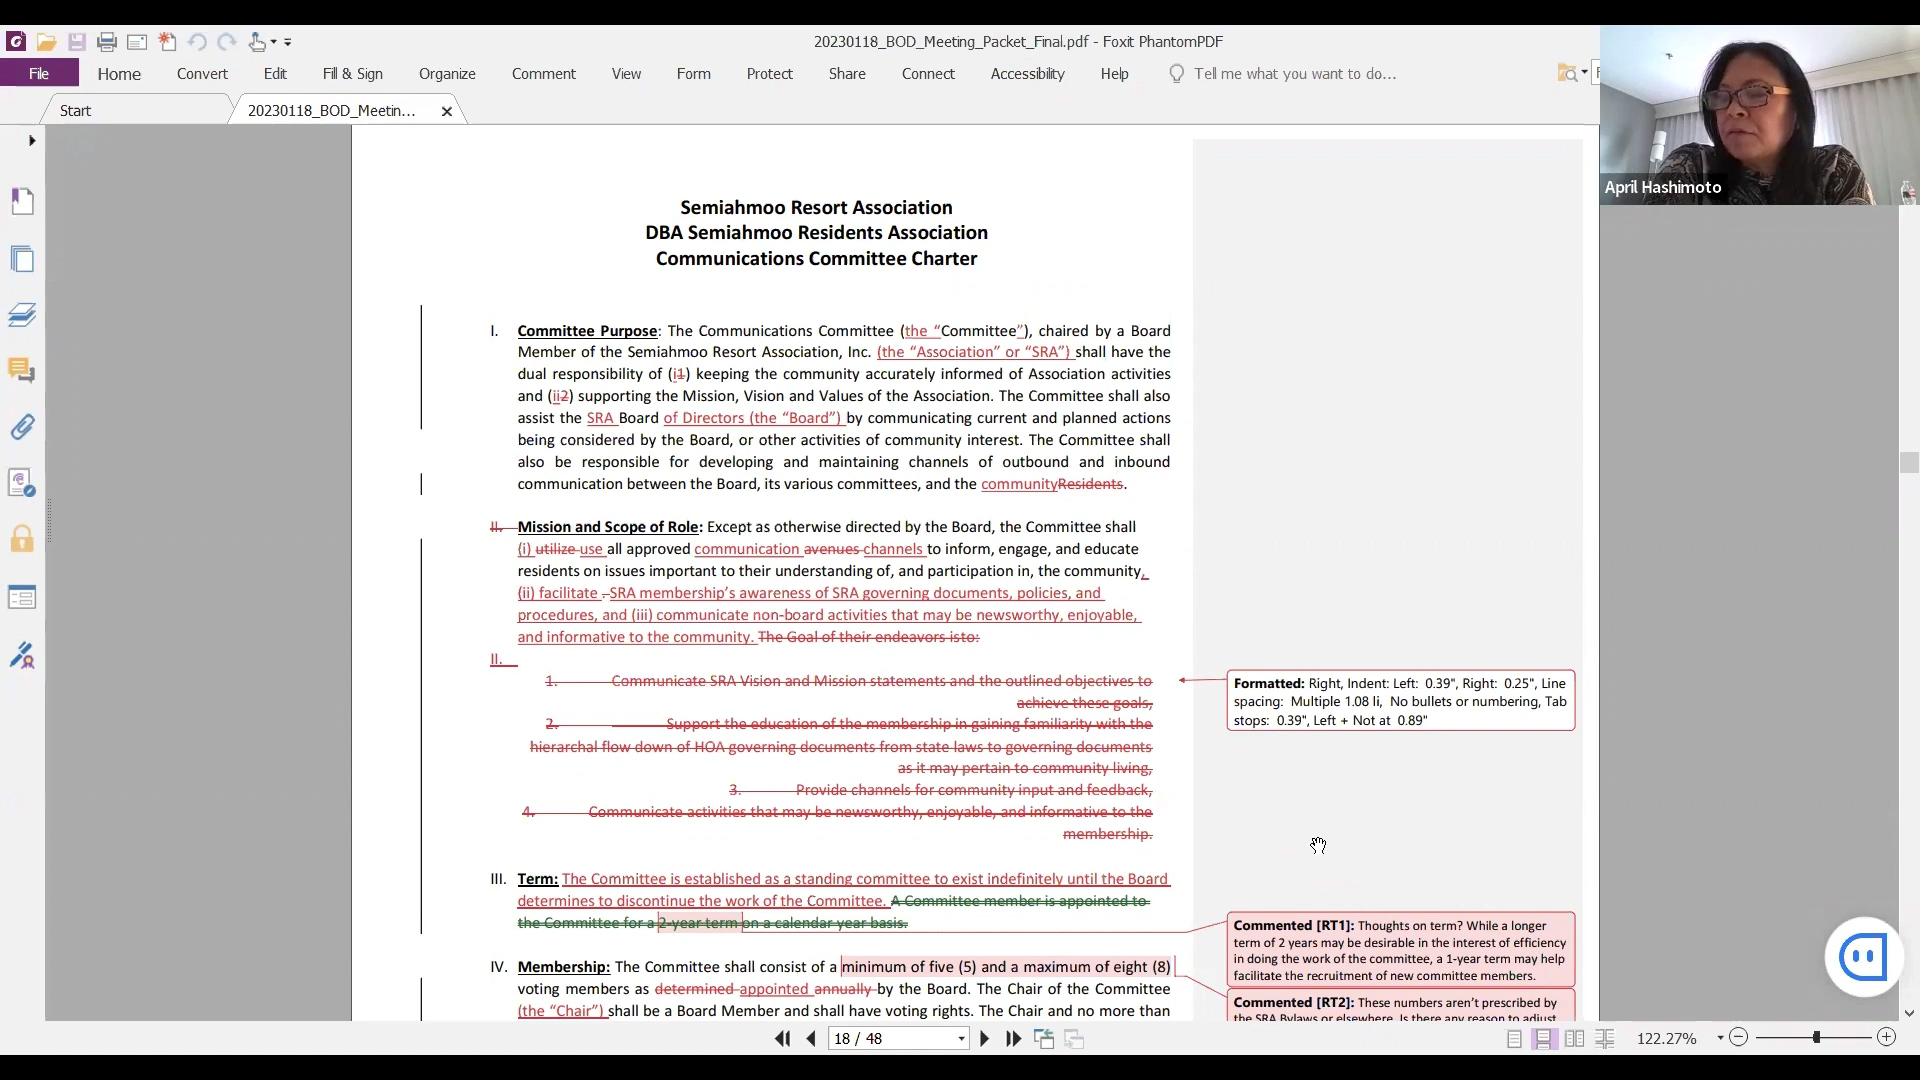 20230118_BOD_Meeting_Packet_Final.pdf - Foxit PhantomPDF
File Home Convert Edit Fill & Sign Organize Comment View Form Protect Share Connect Accessibility Help Tell me what you want to do...
Start 20230118_BOD_Meetin...
April Hashimoto
Semiahmoo Resort Association
DBA Semiahmoo Residents Association
Communications Committee Charter
I. Committee Purpose: The Communications Committee (the “Committee”), chaired by a Board
Member of the Semiahmoo Resort Association, Inc. (the “Association” or “SRA”) shall have the
dual responsibility of (i1) keeping the community accurately informed of Association activities
and (ii2) supporting the Mission, Vision and Values of the Association. The Committee shall also
assist the SRA Board of Directors (the “Board”) by communicating current and planned actions
being considered by the Board, or other activities of community interest. The Committee shall
also be responsible for developing and maintaining channels of outbound and inbound
communication between the Board, its various committees, and the communityResidents.
II. Mission and Scope of Role: Except as otherwise directed by the Board, the Committee shall
(i) utilize use all approved communication avenues channels to inform, engage, and educate
residents on issues important to their understanding of, and participation in, the community,
(ii) facilitate .SRA membership’s awareness of SRA governing documents, policies, and
procedures, and (iii) communicate non-board activities that may be newsworthy, enjoyable,
and informative to the community. The Goal of their endeavors isto:
II.
1. Communicate SRA Vision and Mission statements and the outlined objectives to
achieve these goals,
2. Support the education of the membership in gaining familiarity with the
hierarchal flow down of HOA governing documents from state laws to governing documents
as it may pertain to community living,
3. Provide channels for community input and feedback,
4. Communicate activities that may be newsworthy, enjoyable, and informative to the
membership.
Formatted: Right, Indent: Left: 0.39", Right: 0.25", Line
spacing: Multiple 1.08 li, No bullets or numbering, Tab
stops: 0.39", Left + Not at 0.89"
III. Term: The Committee is established as a standing committee to exist indefinitely until the Board
determines to discontinue the work of the Committee. A Committee member is appointed to
the Committee for a 2-year term on a calendar year basis.
Commented [RT1]: Thoughts on term? While a longer
term of 2 years may be desirable in the interest of efficiency
in doing the work of the committee, a 1-year term may help
facilitate the recruitment of new committee members.
IV. Membership: The Committee shall consist of a minimum of five (5) and a maximum of eight (8)
voting members as determined appointed annually by the Board. The Chair of the Committee
(the “Chair”) shall be a Board Member and shall have voting rights. The Chair and no more than
Commented [RT2]: These numbers aren’t prescribed by
the SRA Bylaws or elsewhere. Is there any reason to adjust
18 / 48
122.27%